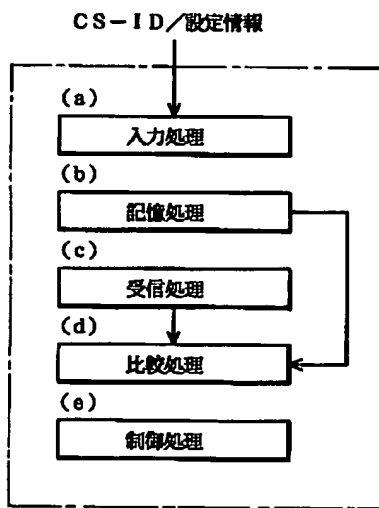 CS-ID/設定情報
(a)
入力処理
(b)
記憶処理
(c)
受信処理
(d)
比較処理
(e)
制御処理